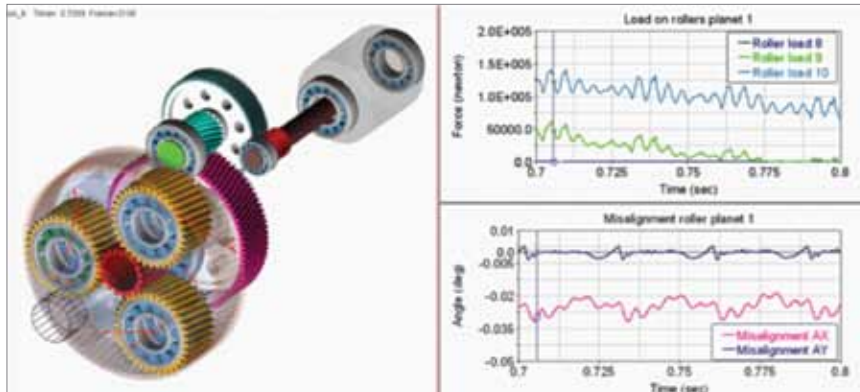 Load on rollers planet 1
2.0E+005
1.5E+005
1.0E+005
50000.0
0.0
Force (newton)
Roller load 8
Roller load 9
Roller load 10
0.7 0.725 0.75 0.775 0.8
Time (sec)
Misalignment roller planet 1
0.01
0.0
-0.005
-0.02
-0.035
-0.05
Angle (deg)
Misalignment AX
Misalignment AY
0.7 0.725 0.75 0.775 0.8
Time (sec)